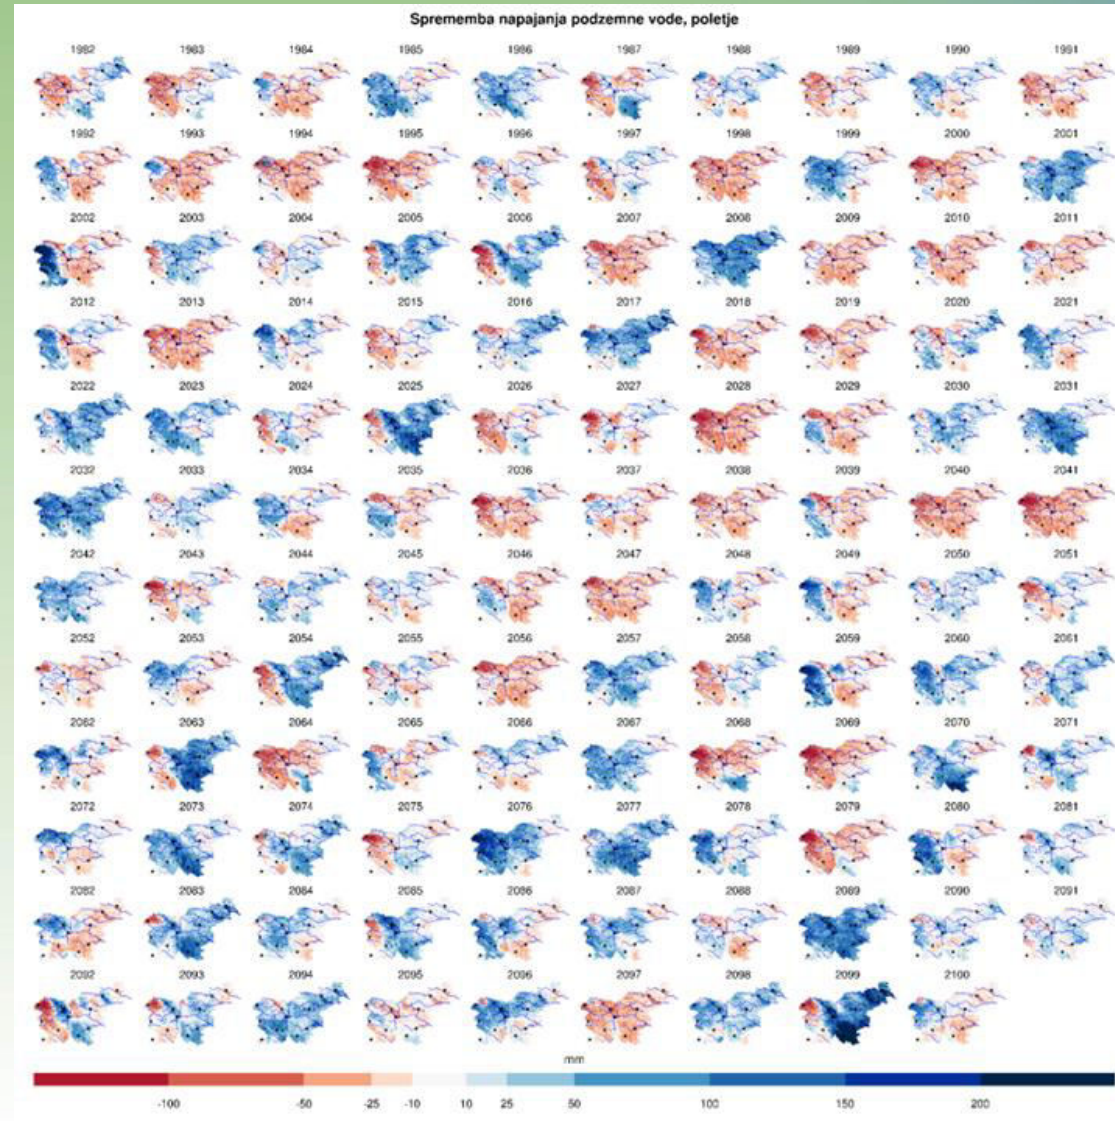 Sprememba napajanja podzemne vode, poletje
1982 1983 1984 1985 1986 1987 1988 1989 1990 1991
1992 1993 1994 1995 1996 1997 1998 1999 2000 2001
2002 2003 2004 2005 2006 2007 2008 2009 2010 2011
2012 2013 2014 2015 2016 2017 2018 2019 2020 2021
2022 2023 2024 2025 2026 2027 2028 2029 2030 2031
2032 2033 2034 2035 2036 2037 2038 2039 2040 2041
2042 2043 2044 2045 2046 2047 2048 2049 2050 2051
2052 2053 2054 2055 2056 2057 2058 2059 2060 2061
2062 2063 2064 2065 2066 2067 2068 2069 2070 2071
2072 2073 2074 2075 2076 2077 2078 2079 2080 2081
2082 2083 2084 2085 2086 2087 2088 2089 2090 2091
2092 2093 2094 2095 2096 2097 2098 2099 2100
mm
-100 -50 -25 -10 10 25 50 100 150 200